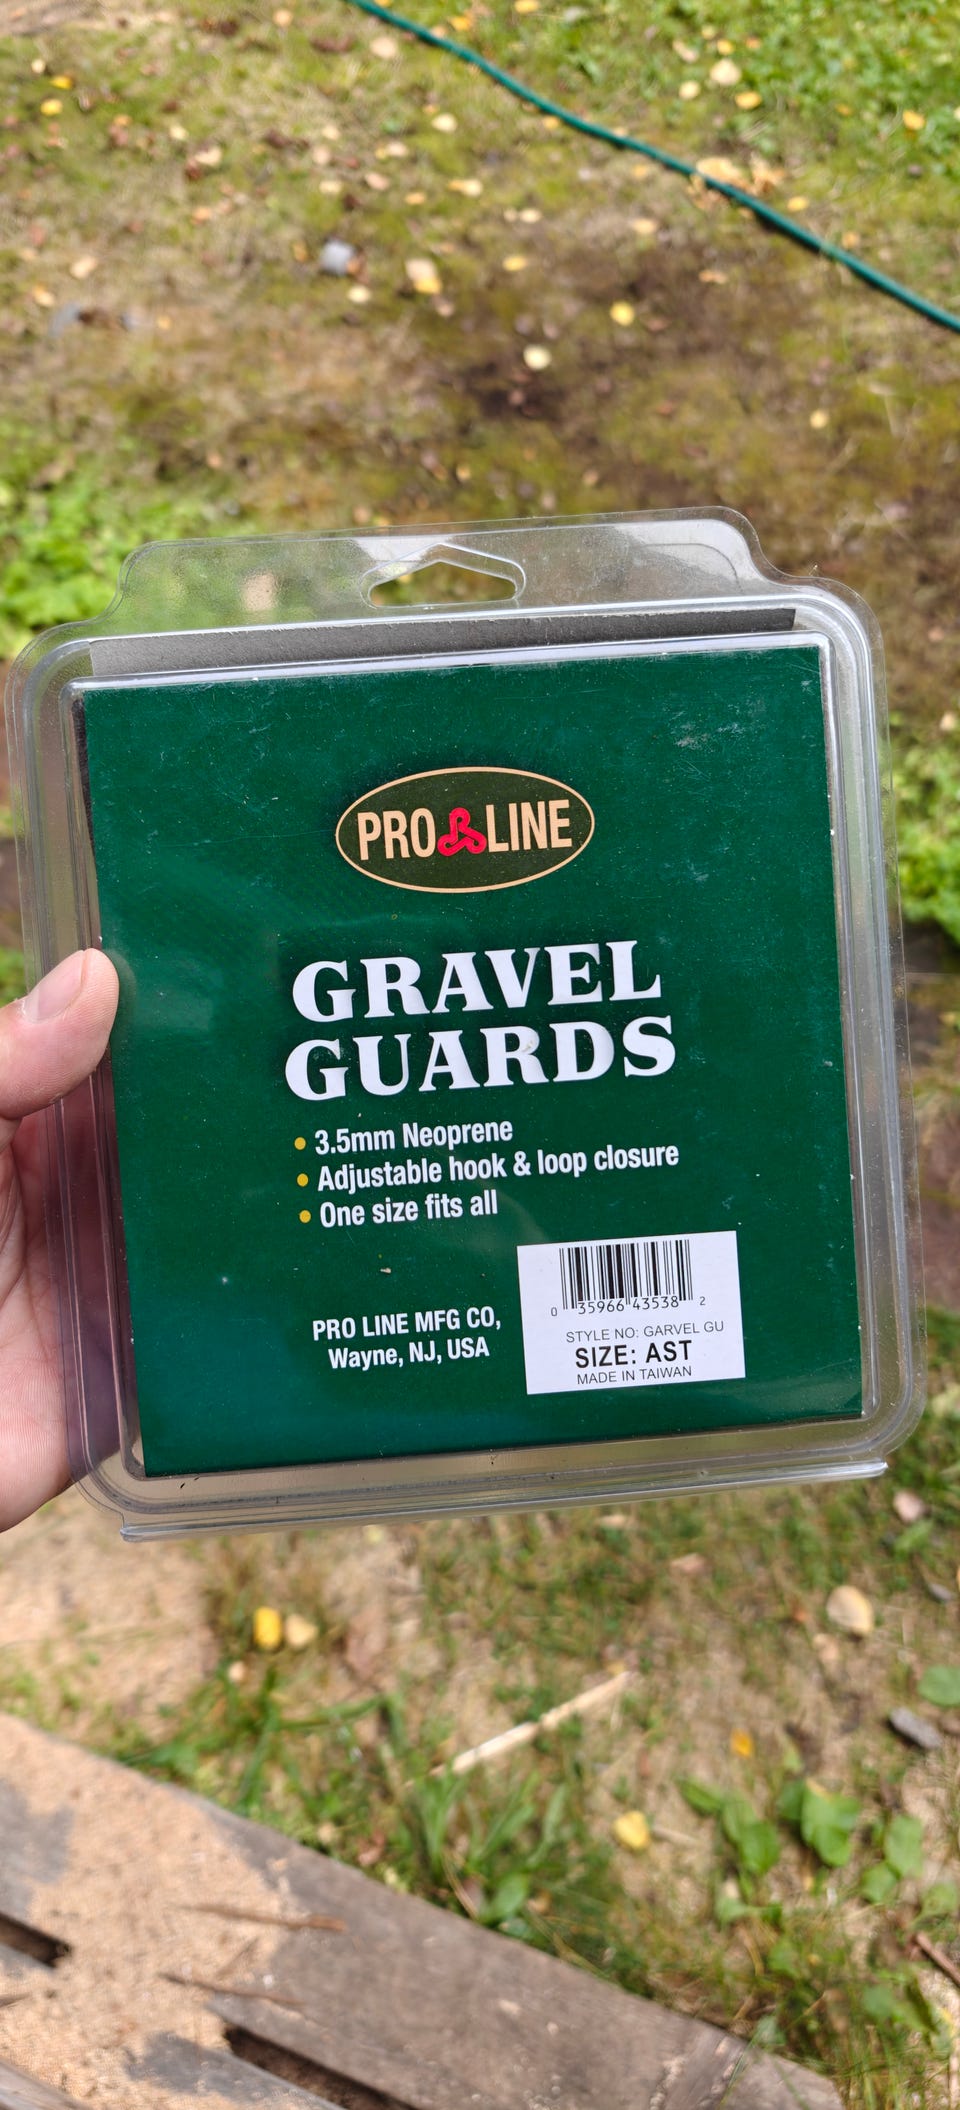 PRO LINE
GRAVEL
GUARDS
• 3.5mm Neoprene
• Adjustable hook & loop closure
• One size fits all
PRO LINE MFG CO,
Wayne, NJ, USA
0 35966 43538 2
STYLE NO: GARVEL GU
SIZE: AST
MADE IN TAIWAN